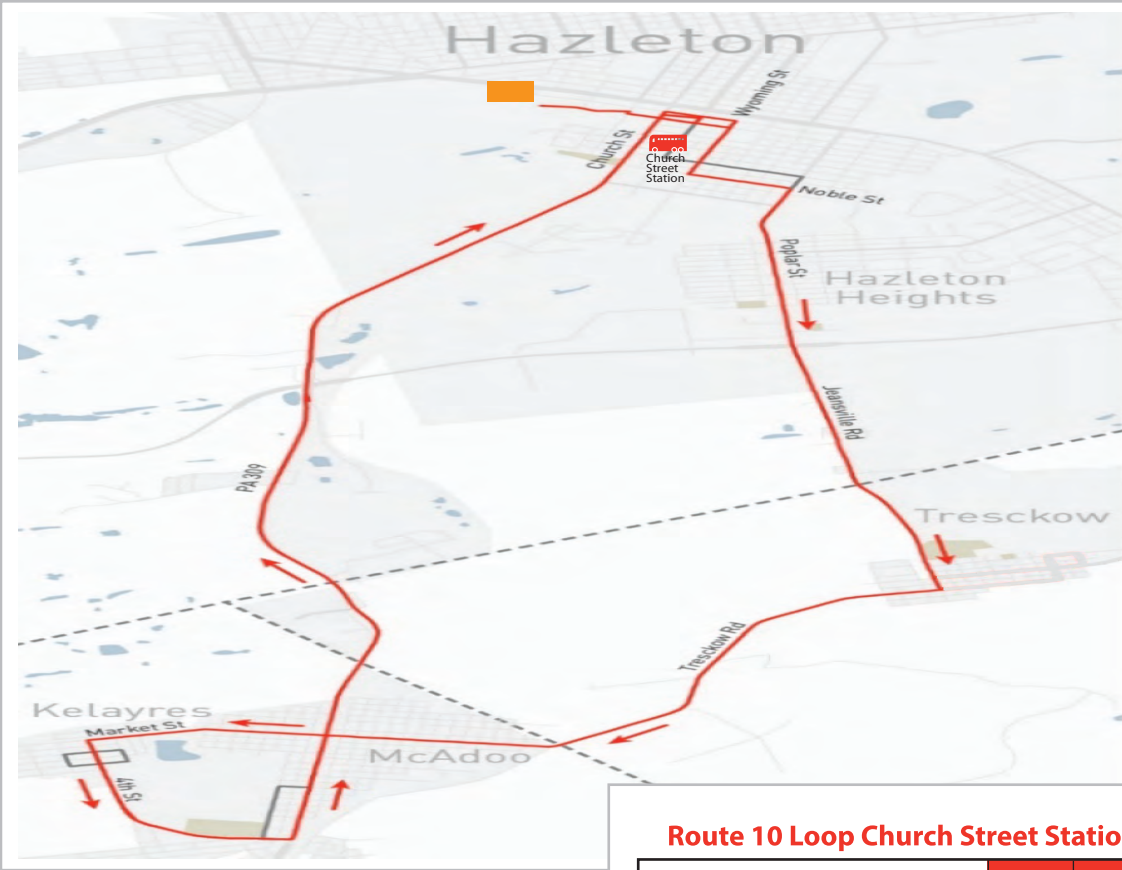 Hazleton
Wyoming St
Church St
Church
Street
Station
Noble St
Poplar St
Hazleton
Heights
Jeansville Rd
PA 309
Tresckow
Tresckow Rd
Kelayres
Market St
McAdoo
4th St
Route 10 Loop Church Street Statio